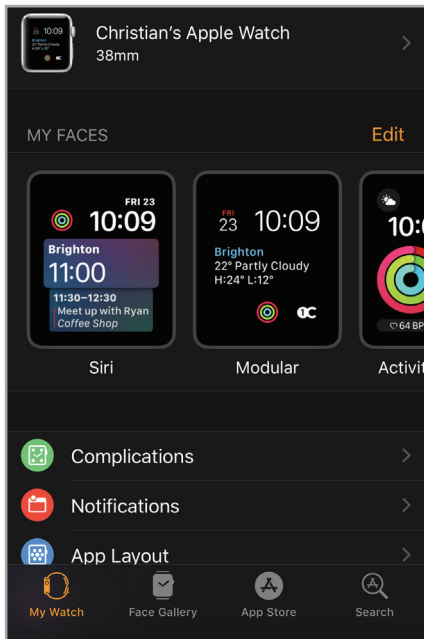 10:09
Christian's Apple Watch
38mm
MY FACES
Edit
FRI 23
10:09
Brighton
11:00
11:30–12:30
Meet up with Ryan
Coffee Shop
Siri
FRI
23 10:09
Brighton
22° Partly Cloudy
H:24° L:12°
1C
Modular
10:0
64 BP
Activit
Complications
Notifications
App Layout
My Watch
Face Gallery
App Store
Search